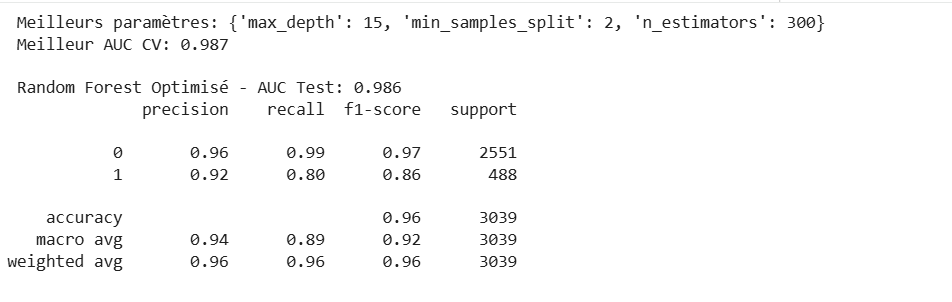 Meilleurs paramètres: {'max_depth': 15, 'min_samples_split': 2, 'n_estimators': 300}
Meilleur AUC CV: 0.987
Random Forest Optimisé - AUC Test: 0.986
precision recall f1-score support
0 0.96 0.99 0.97 2551
1 0.92 0.80 0.86 488
accuracy 0.96 3039
macro avg 0.94 0.89 0.92 3039
weighted avg 0.96 0.96 0.96 3039